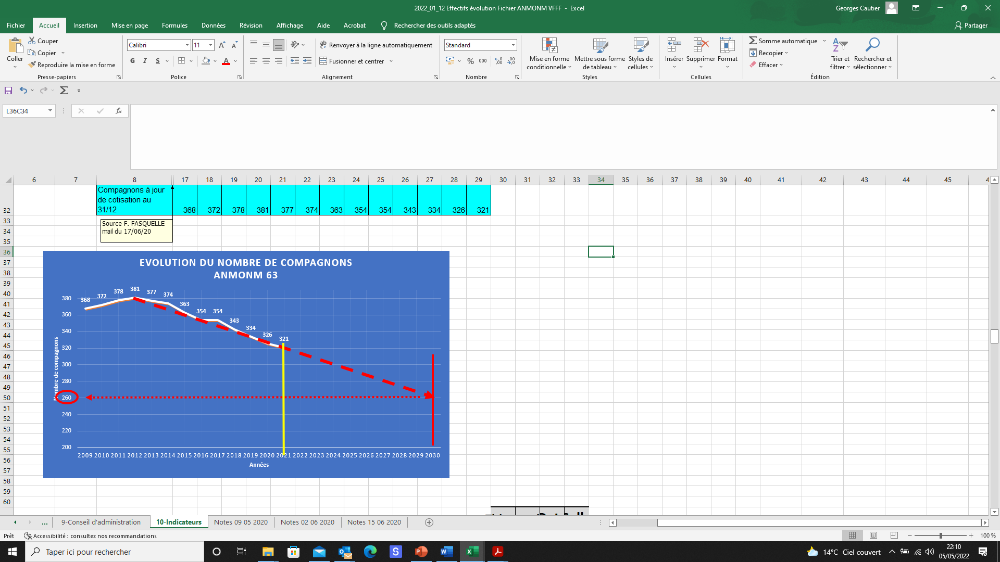 2022_01_12 Effectifs évolution Fichier ANMONM VFFF - Excel
Georges Cautier
Fichier Accueil Insertion Mise en page Formules Données Révision Affichage Aide Acrobat Rechercher des outils adaptés Partager
Coller
Couper
Copier
Reproduire la mise en forme
Presse-papiers
Calibri 11
G I S A
Police
Renvoyer à la ligne automatiquement
Fusionner et centrer
Alignement
Standard
% 000
Nombre
Mise en forme
conditionnelle
Mettre sous forme
de tableau
Styles de
cellules
Styles
Insérer Supprimer Format
Cellules
Somme automatique
Recopier
Effacer
Trier et
filtrer
Rechercher et
sélectionner
Édition
L36C34
fx
6 7 8 17 18 19 20 21 22 23 24 25 26 27 28 29 30 31 32 33 34 35 36 37 38 39 40 41 42 43 44 45
Compagnons à jour
de cotisation au
31/12
368 372 378 381 377 374 363 354 354 343 334 326 321
Source F. FASQUELLE
mail du 17/06/20
32
33
34
35
36
37
38
39
40
41
42
43
44
45
46
47
48
49
50
51
52
53
54
55
56
57
58
59
60
EVOLUTION DU NOMBRE DE COMPAGNONS
ANMONM 63
368 372 378 381 377 374 363 354 354 343 334 326 321
380
360
340
320
300
280
260
240
220
200
Nombre de compagnons
2009 2010 2011 2012 2013 2014 2015 2016 2017 2018 2019 2020 2021 2022 2023 2024 2025 2026 2027 2028 2029 2030
Années
... 9-Conseil d'administration 10-Indicateurs Notes 09 05 2020 Notes 02 06 2020 Notes 15 06 2020
Prêt Accessibilité : consultez nos recommandations
100 %
Taper ici pour rechercher
14°C Ciel couvert
22:10
05/05/2022